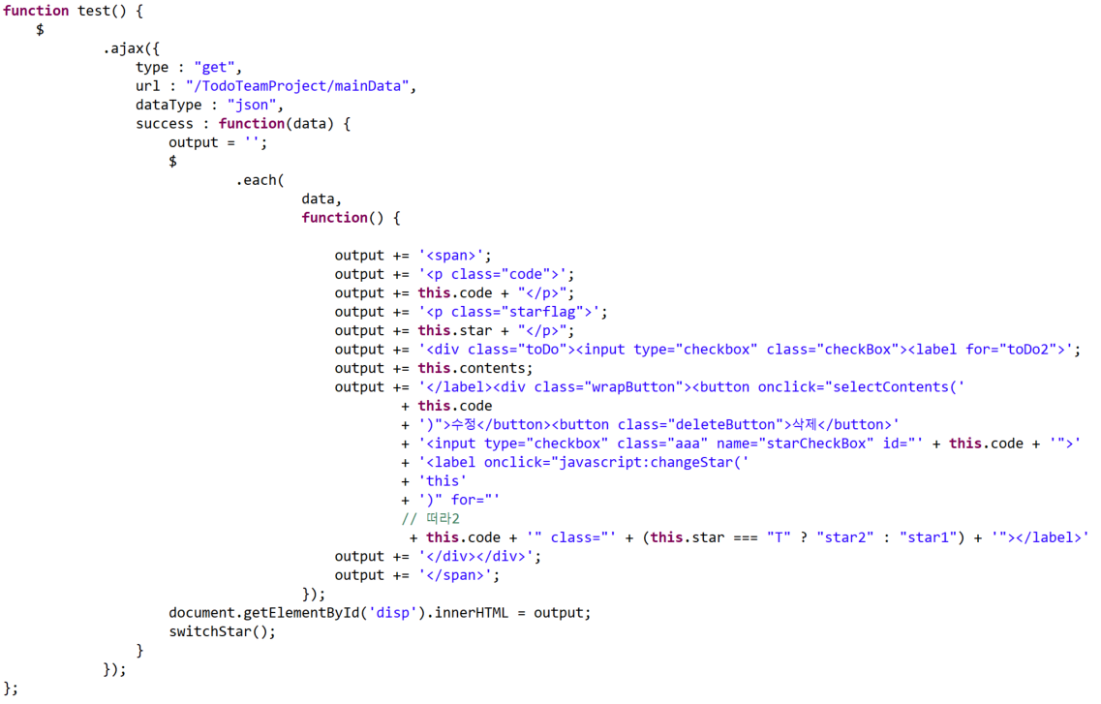 function test() {
    $
            .ajax({
                type : "get",
                url : "/TodoTeamProject/mainData",
                dataType : "json",
                success : function(data) {
                    output = '';
                    $
                            .each(
                                    data,
                                    function() {

                                        output += '<span>';
                                        output += '<p class="code">';
                                        output += this.code + "</p>";
                                        output += '<p class="starflag">';
                                        output += this.star + "</p>";
                                        output += '<div class="toDo"><input type="checkbox" class="checkBox"><label for="toDo2">';
                                        output += this.contents;
                                        output += '</label><div class="wrapButton"><button onclick="selectContents('
                                                + this.code
                                                + ')">수정</button><button class="deleteButton">삭제</button>'
                                                + '<input type="checkbox" class="aaa" name="starCheckBox" id="' + this.code + '">'
                                                + '<label onclick="javascript:changeStar('
                                                + 'this'
                                                + ')" for="'
                                                // 떠라2
                                                 + this.code + '" class="' + (this.star === "T" ? "star2" : "star1") + '"></label>'
                                        output += '</div></div>';
                                        output += '</span>';
                                    });
                    document.getElementById('disp').innerHTML = output;
                    switchStar();
                }
            });
};